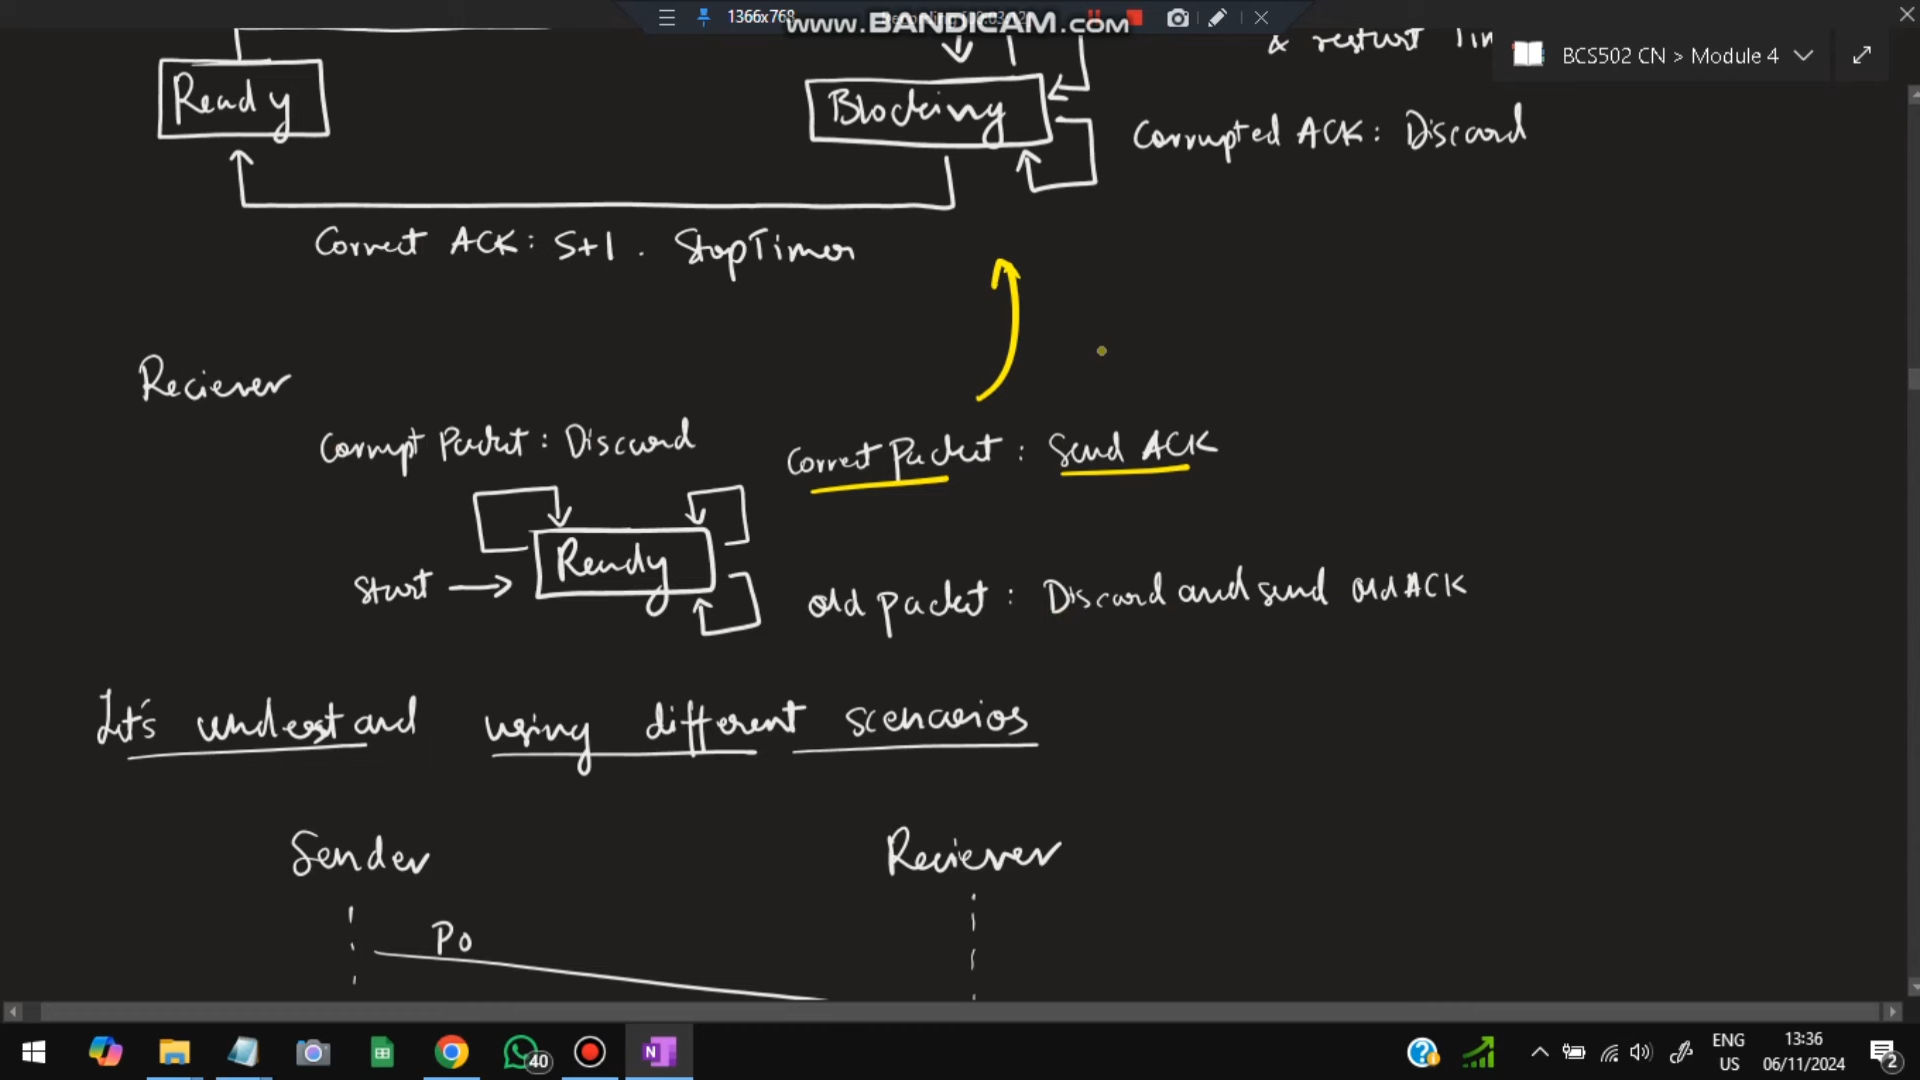 1366x768
www.BANDICAM.com
& restart Tim
BCS502 CN > Module 4
Ready
Blocking
Corrupted ACK: Discard
Correct ACK: S+1. StopTimer
Reciever
Corrupt Packet: Discard
Correct Packet: Send ACK
Start → Ready
old packet: Discard and send old ACK
Let's understand using different scenarios
Sender Reciever
P0
40
N
ENG
US
13:36
06/11/2024
2